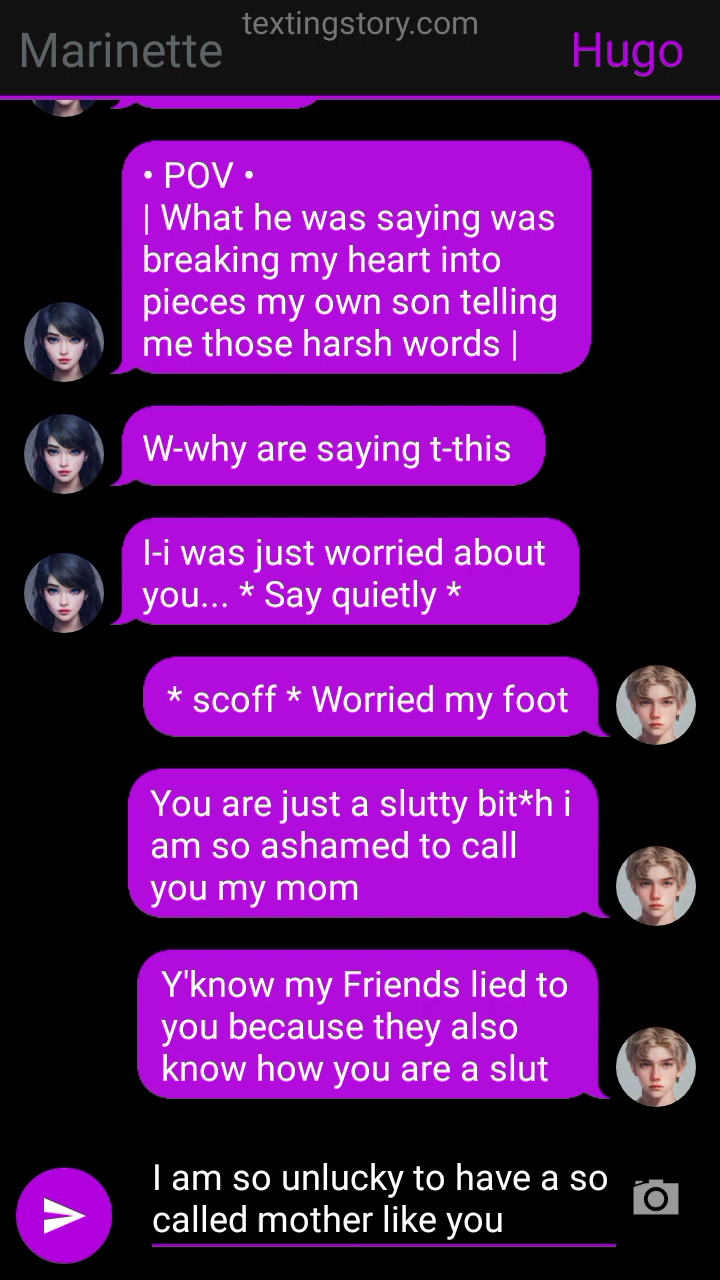 textingstory.com
Marinette
Hugo
• POV •
| What he was saying was
breaking my heart into
pieces my own son telling
me those harsh words |
W-why are saying t-this
I-i was just worried about
you... * Say quietly *
* scoff * Worried my foot
You are just a slutty bit*h i
am so ashamed to call
you my mom
Y'know my Friends lied to
you because they also
know how you are a slut
I am so unlucky to have a so
called mother like you